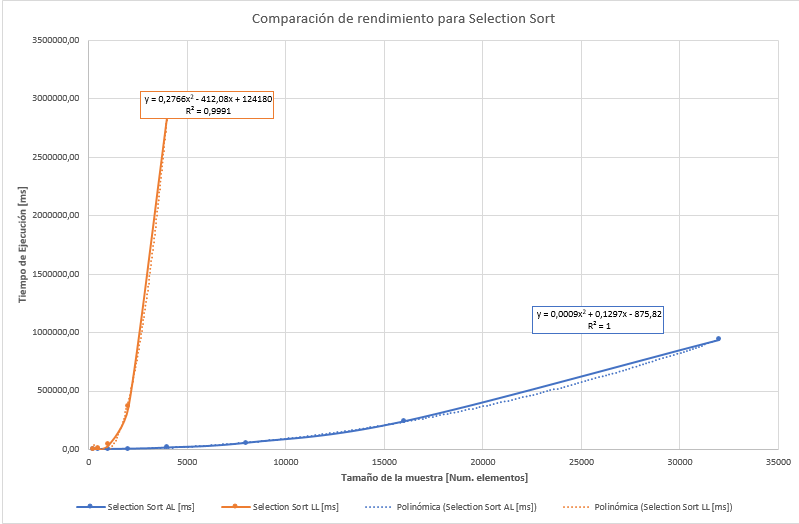 Comparación de rendimiento para Selection Sort
3500000,00
3000000,00
2500000,00
2000000,00
1500000,00
1000000,00
500000,00
0,00
Tiempo de Ejecución [ms]
y = 0,2766x² - 412,08x + 124180
R² = 0,9991
y = 0,0009x² + 0,1297x - 875,82
R² = 1
0 5000 10000 15000 20000 25000 30000 35000
Tamaño de la muestra [Num. elementos]
Selection Sort AL [ms] Selection Sort LL [ms] Polinómica (Selection Sort AL [ms]) Polinómica (Selection Sort LL [ms])